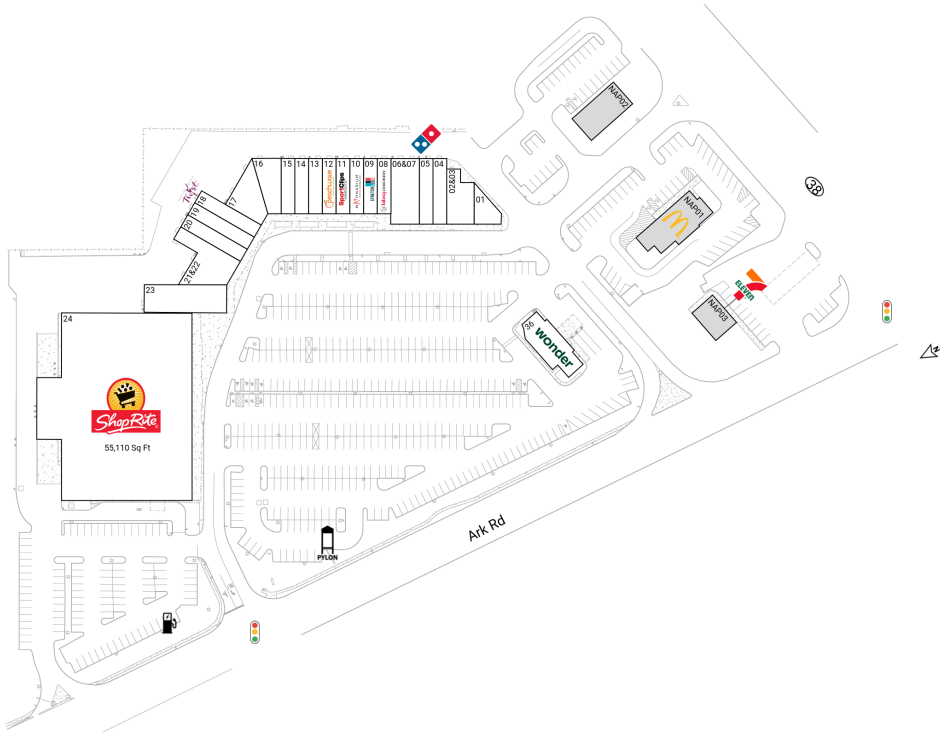 NAP02
38
NAP01
7
ELEVEN
NAP03
N
16
15
14
13
12
11
10
09
08
06&07
05
04
02&03
01
Beachwave
SportClips
17
18
19
20
21&22
23
24
36
wonder
ShopRite
55,110 Sq Ft
Ark Rd
PYLON